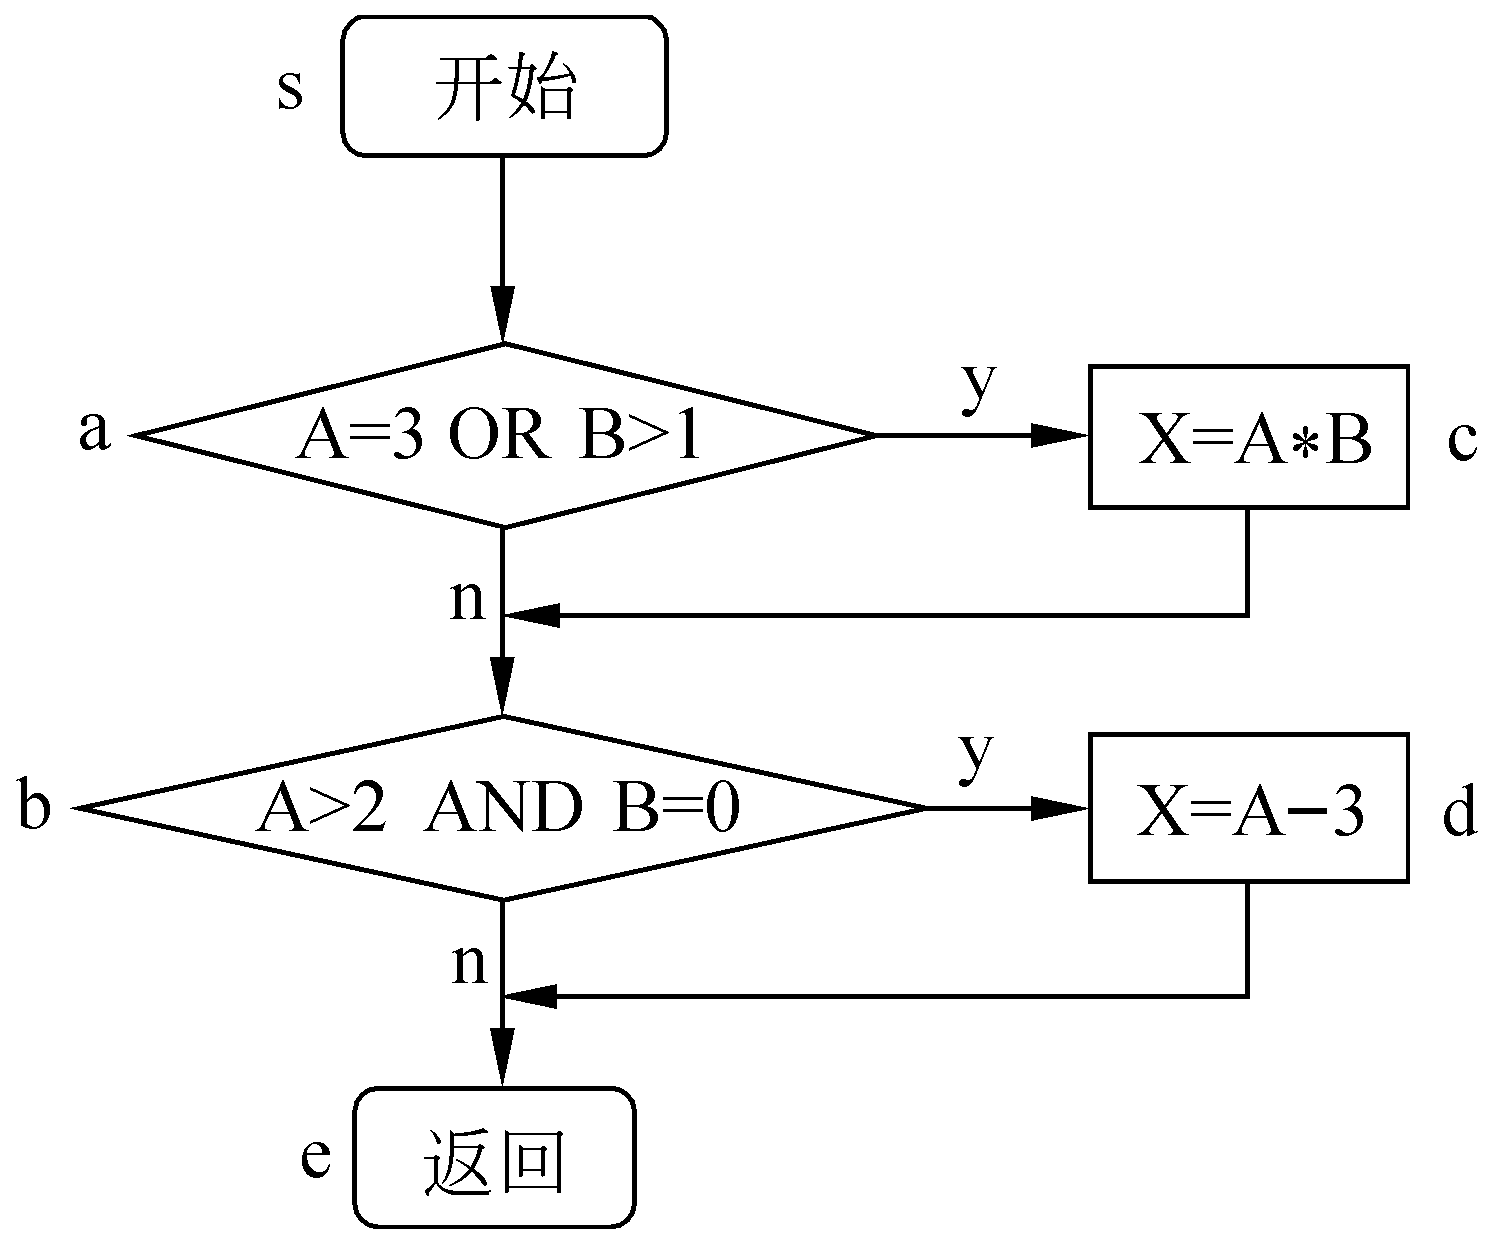 s 开始
a A=3 OR B>1 y X=A*B c
n
b A>2 AND B=0 y X=A−3 d
n
e 返回